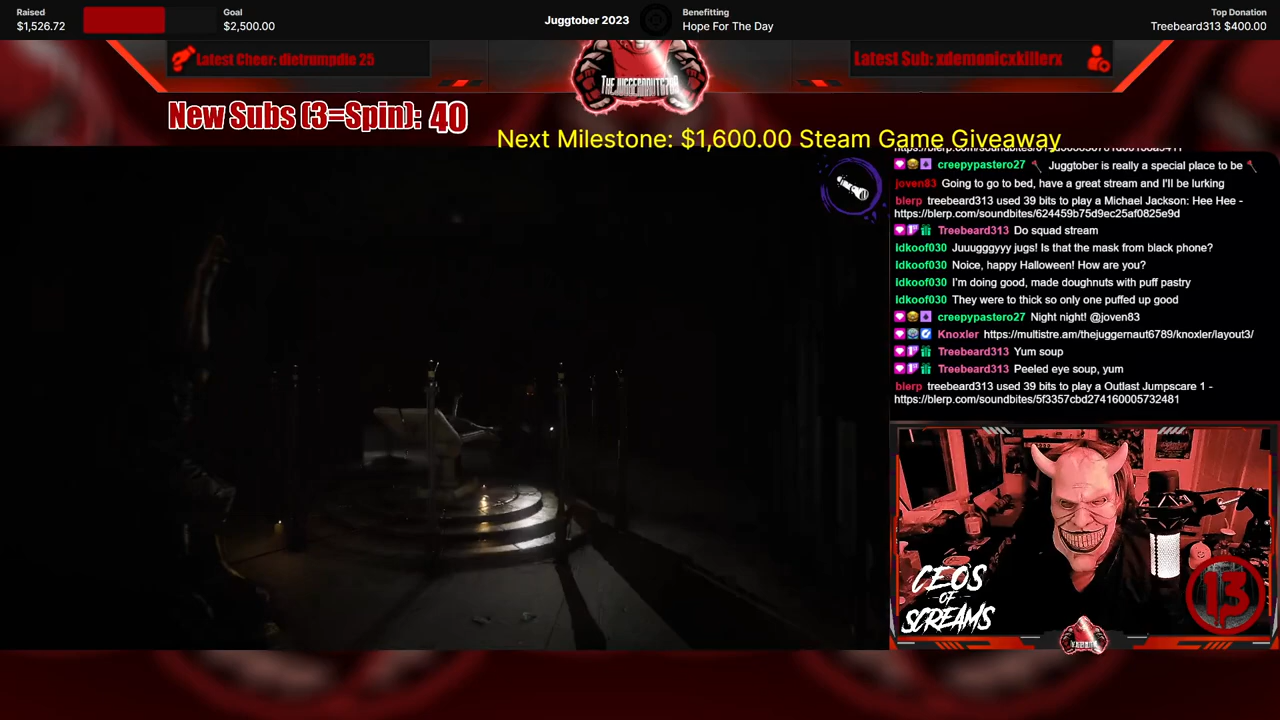 Raised
$1,526.72
Goal
$2,500.00
Juggtober 2023
Benefitting
Hope For The Day
Top Donation
Treebeard313 $400.00
Latest Cheer: dietrumpdio 25
Latest Sub: xdemonicxkillerx
New Subs (3=Spin): 40
Next Milestone: $1,600.00 Steam Game Giveaway
creepypastero27 Juggtober is really a special place to be
joven83 Going to go to bed, have a great stream and I'll be lurking
blerp treebeard313 used 39 bits to play a Michael Jackson: Hee Hee -
https://blerp.com/soundbites/624459b75d9ec25af0825e9d
Treebeard313 Do squad stream
idkoof030 Juuugggyyy jugs! Is that the mask from black phone?
idkoof030 Noice, happy Halloween! How are you?
idkoof030 I'm doing good, made doughnuts with puff pastry
idkoof030 They were to thick so only one puffed up good
creepypastero27 Night night! @joven83
Knoxler https://multistre.am/thejuggernaut6789/knoxler/layout3/
Treebeard313 Yum soup
Treebeard313 Peeled eye soup, yum
blerp treebeard313 used 39 bits to play a Outlast Jumpscare 1 -
https://blerp.com/soundbites/5f3357cbd274160005732481
CEOS
OF
SCREAMS
13